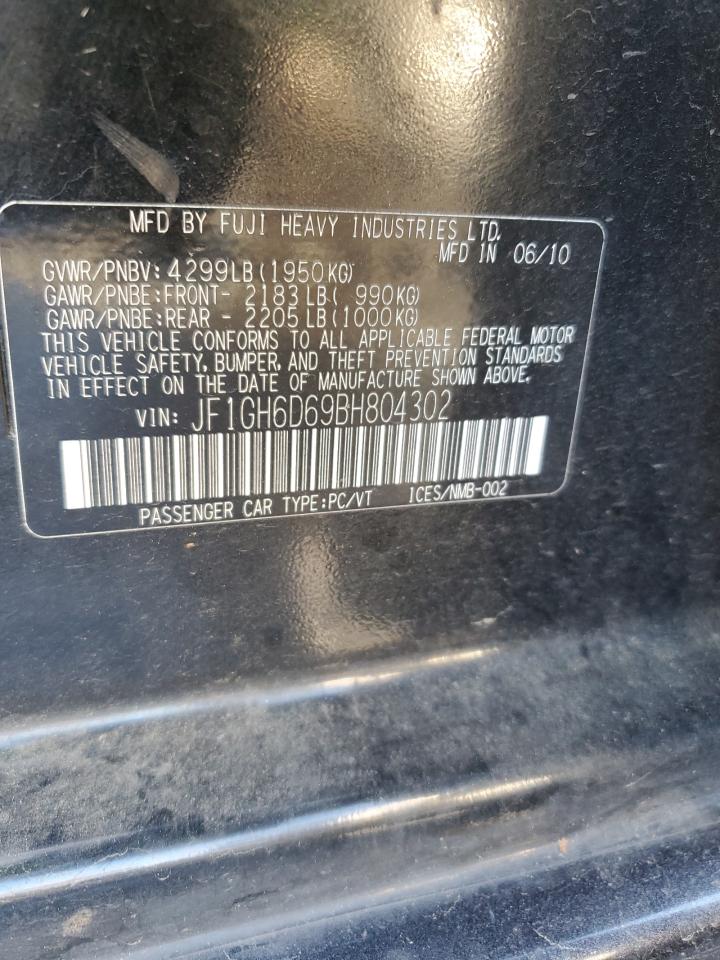 MFD BY FUJI HEAVY INDUSTRIES LTD.
MFD IN 06/10
GVWR/PNBV: 4299LB (1950KG)
GAWR/PNBE:FRONT- 2183LB( 990KG)
GAWR/PNBE:REAR - 2205LB(1000KG)
THIS VEHICLE CONFORMS TO ALL APPLICABLE FEDERAL MOTOR
VEHICLE SAFETY, BUMPER, AND THEFT PREVENTION STANDARDS
IN EFFECT ON THE DATE OF MANUFACTURE SHOWN ABOVE.
VIN: JF1GH6D69BH804302
PASSENGER CAR TYPE:PC/VT ICES/NMB-002